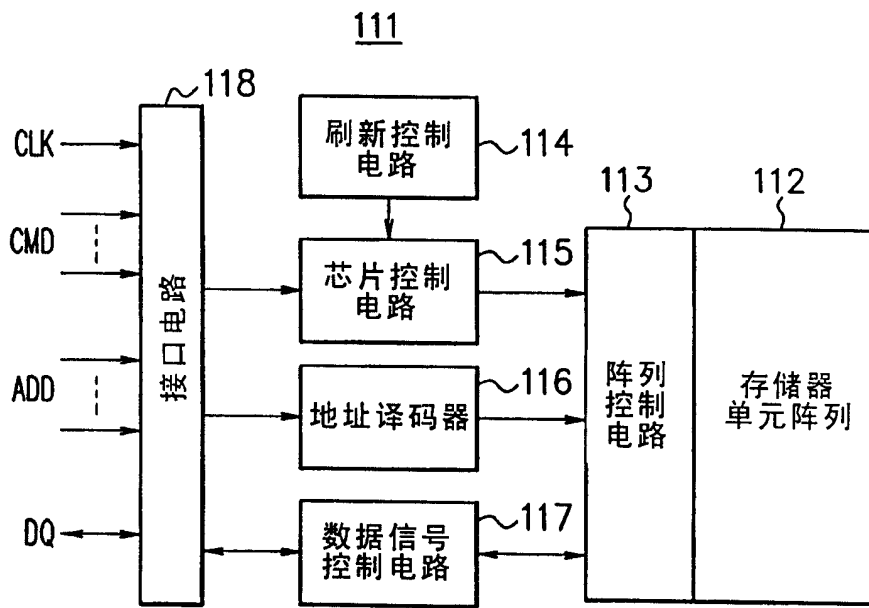 111
118
CLK
CMD
ADD
DQ
接口电路
刷新控制
电路
114
芯片控制
电路
115
地址译码器
116
数据信号
控制电路
117
113
阵列
控制
电路
112
存储器
单元阵列